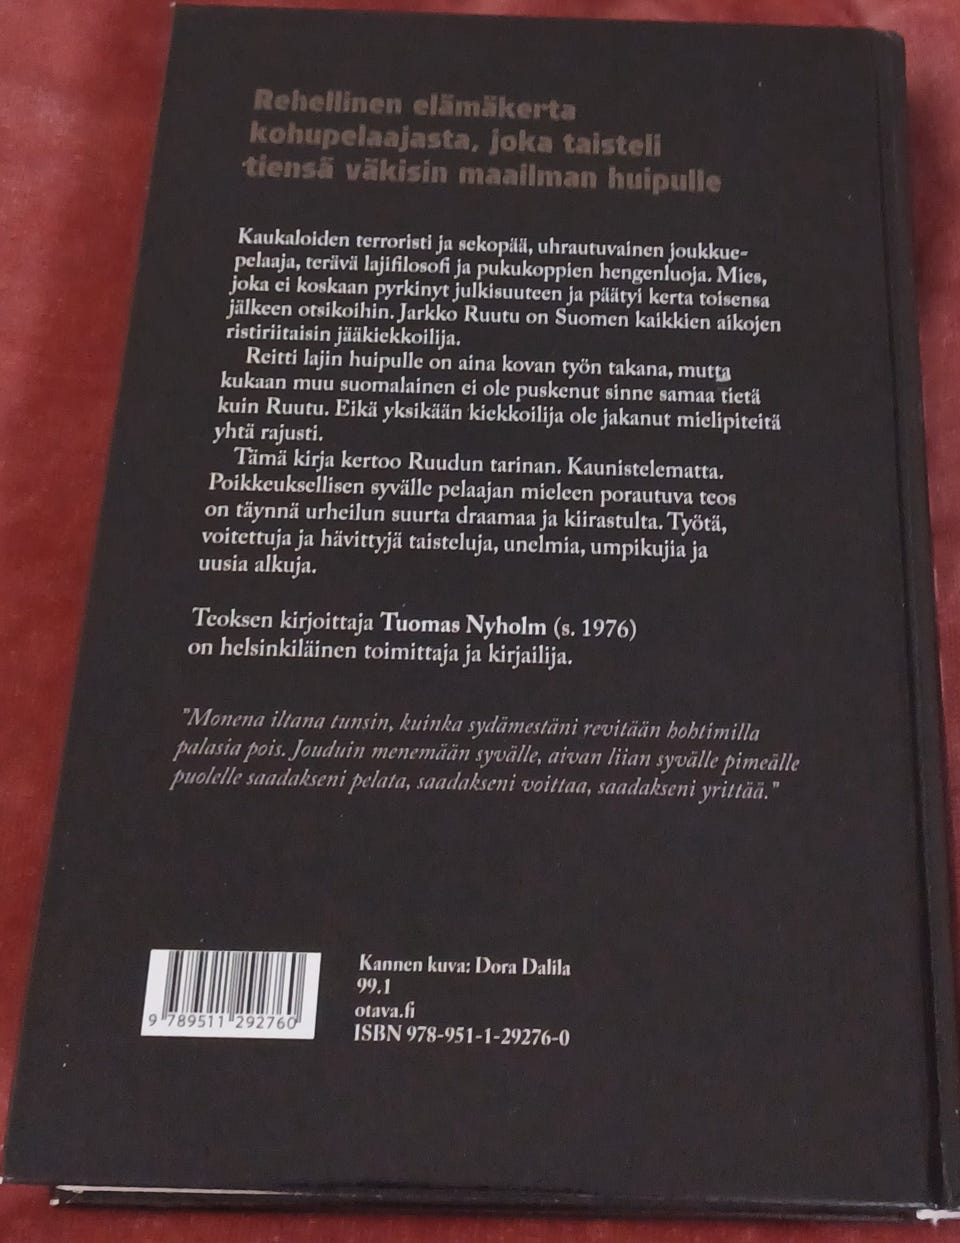 Rehellinen elämäkerta
kohupelaajasta, joka taisteli
tiensä väkisin maailman huipulle
Kaukaloiden terroristi ja sekopää, uhrautuvainen joukkue-
pelaaja, terävä lajifilosofi ja pukukoppien hengenluoja. Mies,
joka ei koskaan pyrkinyt julkisuuteen ja päätyi kerta toisensa
jälkeen otsikoihin. Jarkko Ruutu on Suomen kaikkien aikojen
ristiriitaisin jääkiekkoilija.
Reitti lajin huipulle on aina kovan työn takana, mutta
kukaan muu suomalainen ei ole puskenut sinne samaa tietä
kuin Ruutu. Eikä yksikään kiekkoilija ole jakanut mielipiteitä
yhtä rajusti.
Tämä kirja kertoo Ruudun tarinan. Kaunistelematta.
Poikkeuksellisen syvälle pelaajan mieleen porautuva teos
on täynnä urheilun suurta draamaa ja kiirastulta. Työtä,
voitettuja ja hävittyjä taisteluja, unelmia, umpikujia ja
uusia alkuja.
Teoksen kirjoittaja Tuomas Nyholm (s. 1976)
on helsinkiläinen toimittaja ja kirjailija.
"Monena iltana tunsin, kuinka sydämestäni revitään hohtimilla
palasia pois. Jouduin menemään syvälle, aivan liian syvälle pimeälle
puolelle saadakseni pelata, saadakseni voittaa, saadakseni yrittää."
Kannen kuva: Dora Dalila
99.1
otava.fi
ISBN 978-951-1-29276-0
9 789511 292760